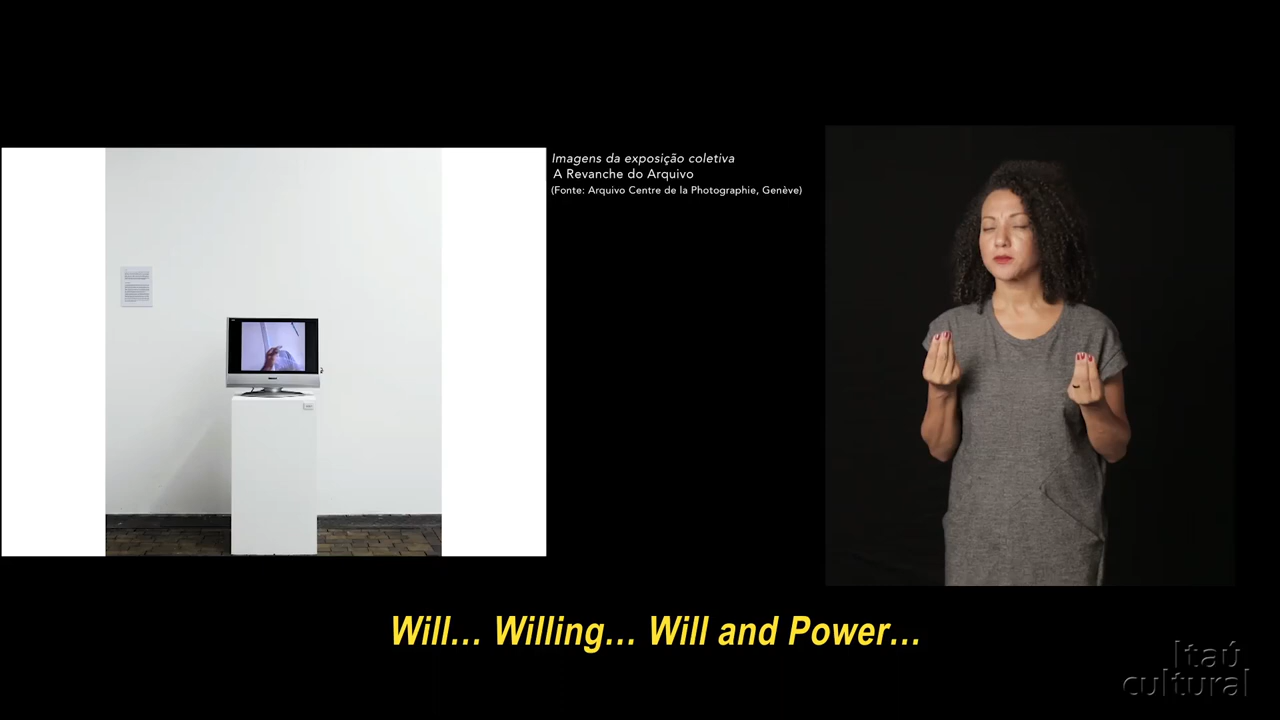 Imagens da exposição coletiva
A Revanche do Arquivo
(Fonte: Arquivo Centre de la Photographie, Genève)
Will... Willing... Will and Power...
Itaú
cultural